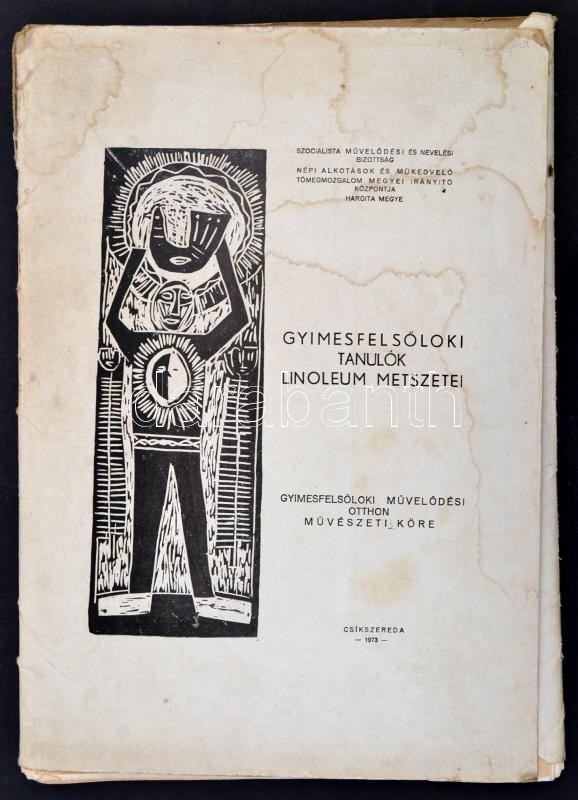 SZOCIALISTA MŰVELŐDÉSI ÉS NEVELÉSI
BIZOTTSÁG
NÉPI ALKOTÁSOK ÉS MŰKEDVELŐ
TÖMEGMOZGALOM MEGYEI IRÁNYÍTÓ
KÖZPONTJA
HARGITA MEGYE
GYIMESFELSŐLOKI
TANULÓK
LINOLEUM METSZETEI
darabanth
GYIMESFELSŐLOKI MŰVELŐDÉSI
OTTHON
MŰVÉSZETI KÖRE
CSÍKSZEREDA
— 1973 —